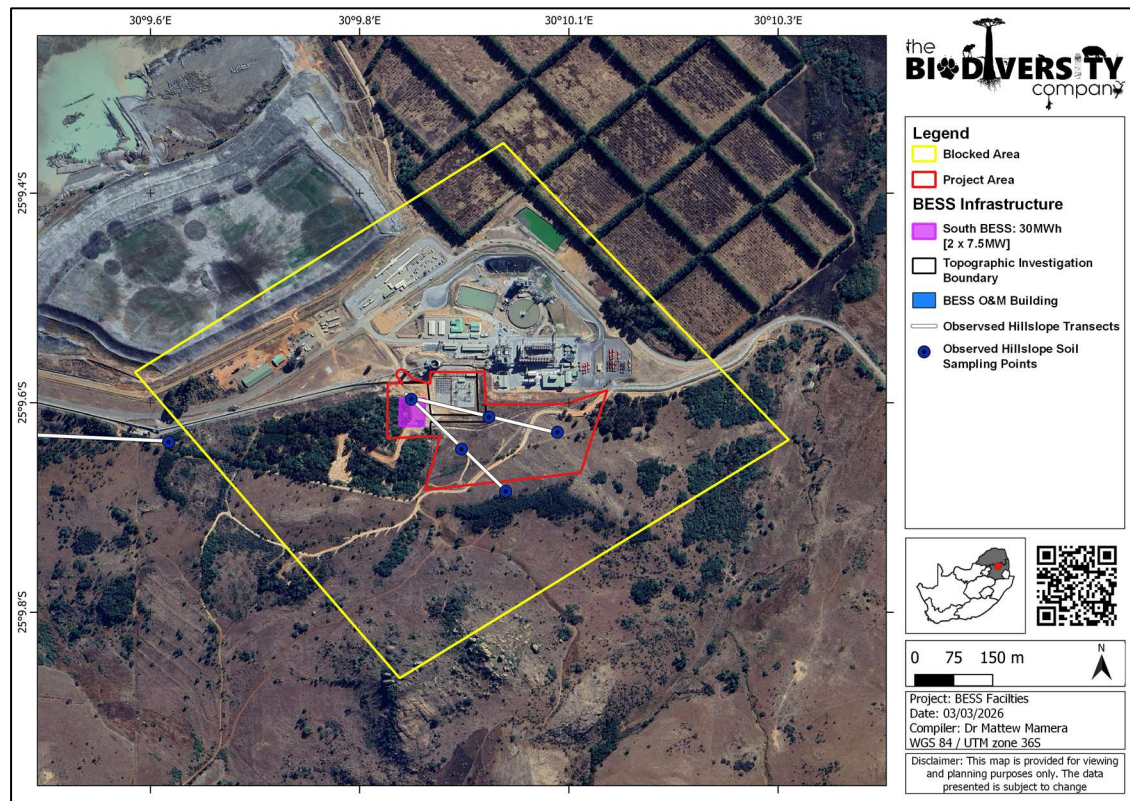 30°9.6'E 30°9.8'E 30°10.1'E 30°10.3'E
25°9.4'S
25°9.6'S
25°9.8'S
the
BIODIVERSITY
company
Legend
Blocked Area
Project Area
BESS Infrastructure
South BESS: 30MWh
[2 x 7.5MW]
Topographic Investigation
Boundary
BESS O&M Building
Observsed Hillslope Transects
Observed Hillslope Soil
Sampling Points
0 75 150 m
N
Project: BESS Facilties
Date: 03/03/2026
Compiler: Dr Mattew Mamera
WGS 84 / UTM zone 36S
Disclaimer: This map is provided for viewing
and planning purposes only. The data
presented is subject to change